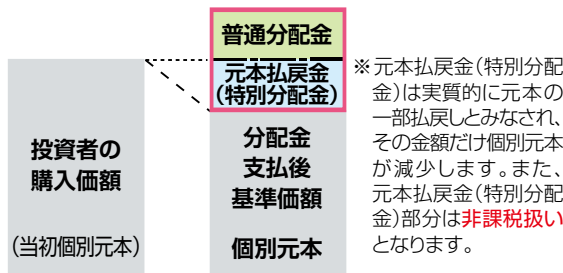 普通分配金
元本払戻金
(特別分配金)
投資者の
購入価額
(当初個別元本)
分配金
支払後
基準価額
個別元本
※元本払戻金(特別分配
金)は実質的に元本の
一部払戻しとみなされ、
その金額だけ個別元本
が減少します。また、
元本払戻金(特別分配
金)部分は非課税扱い
となります。